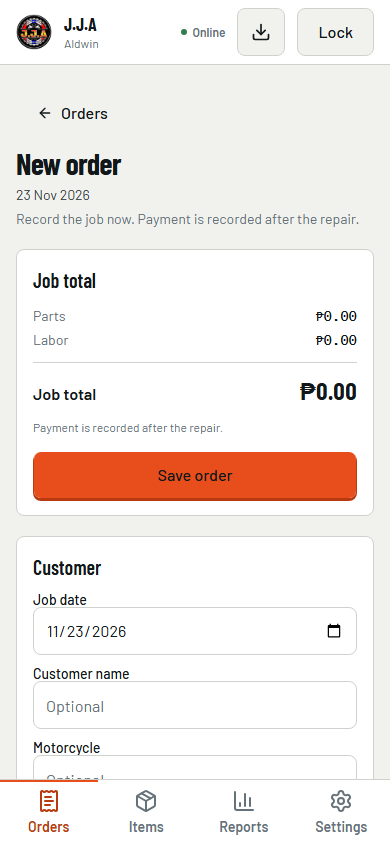 J.J.A
J.J.A
Aldwin
Online
Lock
Orders
New order
23 Nov 2026
Record the job now. Payment is recorded after the repair.
Job total
Parts
₱0.00
Labor
₱0.00
Job total
₱0.00
Payment is recorded after the repair.
Save order
Customer
Job date
11/23/2026
Customer name
Optional
Motorcycle
Optional
Orders
Items
Reports
Settings